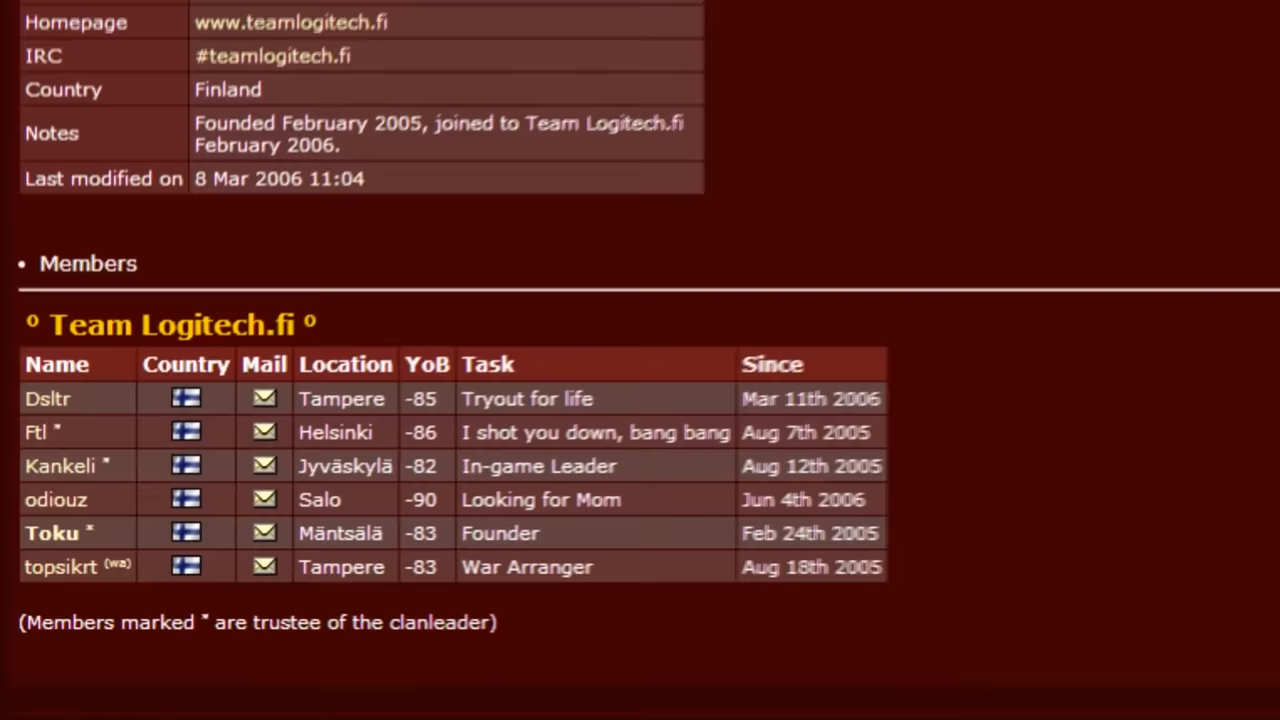 Homepage www.teamlogitech.fi
IRC #teamlogitech.fi
Country Finland
Notes Founded February 2005, joined to Team Logitech.fi
February 2006.
Last modified on 8 Mar 2006 11:04
• Members
º Team Logitech.fi º
Name Country Mail Location YoB Task Since
Dsltr Tampere -85 Tryout for life Mar 11th 2006
Ftl * Helsinki -86 I shot you down, bang bang Aug 7th 2005
Kankeli * Jyväskylä -82 In-game Leader Aug 12th 2005
odiouz Salo -90 Looking for Mom Jun 4th 2006
Toku * Mäntsälä -83 Founder Feb 24th 2005
topsikrt (wa) Tampere -83 War Arranger Aug 18th 2005
(Members marked * are trustee of the clanleader)